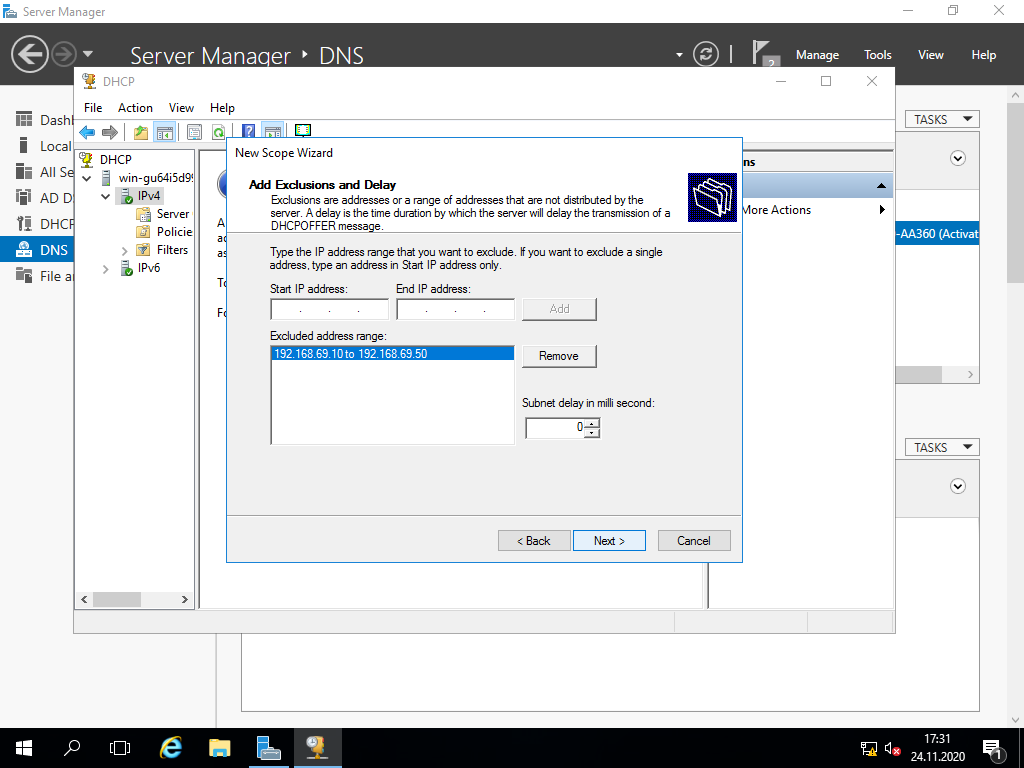 Server Manager
Server Manager • DNS
2
Manage
Tools
View
Help
DHCP
File
Action
View
Help
Dashb
Local
All Se
AD D
DHCP
DNS
File a
DHCP
win-gu64i5d9
IPv4
Server
Policie
Filters
IPv6
A
a
as
To
Fo
New Scope Wizard
Add Exclusions and Delay
Exclusions are addresses or a range of addresses that are not distributed by the
server. A delay is the time duration by which the server will delay the transmission of a
DHCPOFFER message.
Type the IP address range that you want to exclude. If you want to exclude a single
address, type an address in Start IP address only.
Start IP address:
End IP address:
Add
Excluded address range:
192.168.69.10 to 192.168.69.50
Remove
Subnet delay in milli second:
0
< Back
Next >
Cancel
ns
More Actions
TASKS
-AA360 (Activat
TASKS
17:31
24.11.2020
1